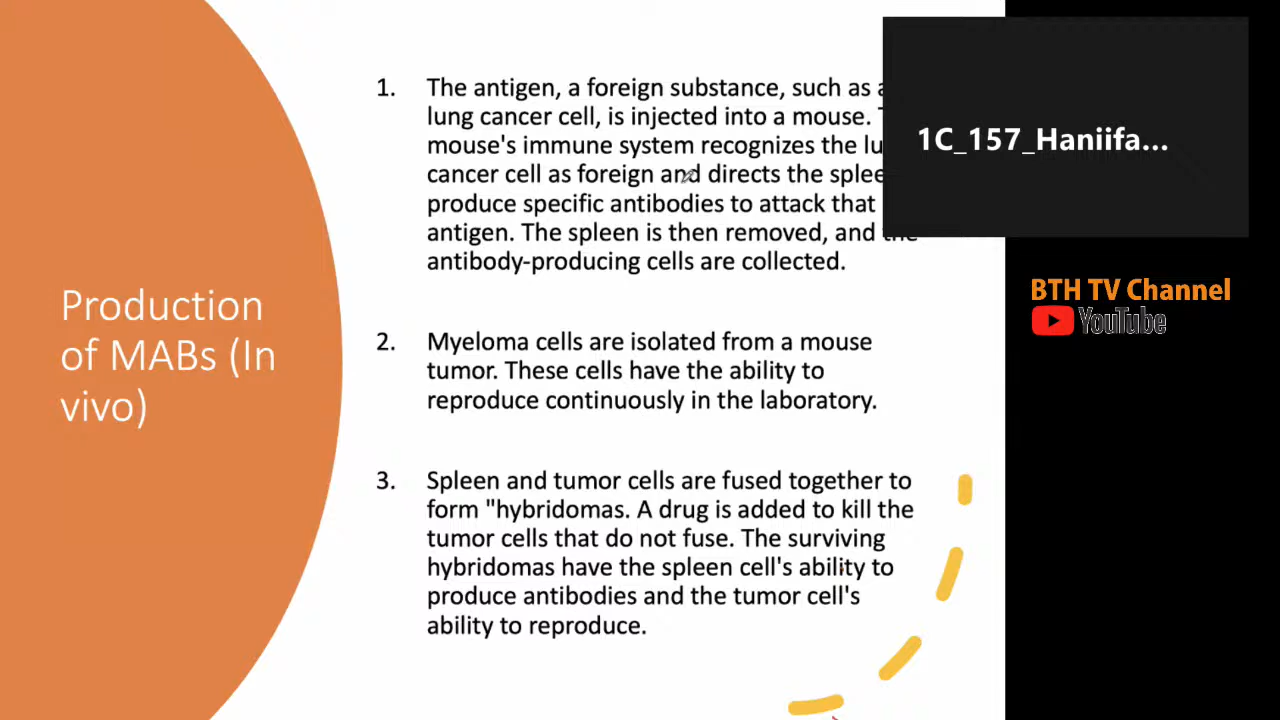 Production
of MABs (In
vivo)
1. The antigen, a foreign substance, such as
lung cancer cell, is injected into a mouse.
mouse's immune system recognizes the
cancer cell as foreign and directs the
produce specific antibodies to attack that
antigen. The spleen is then removed, and the
antibody-producing cells are collected.
2. Myeloma cells are isolated from a mouse
tumor. These cells have the ability to
reproduce continuously in the laboratory.
3. Spleen and tumor cells are fused together to
form "hybridomas. A drug is added to kill the
tumor cells that do not fuse. The surviving
hybridomas have the spleen cell's ability to
produce antibodies and the tumor cell's
ability to reproduce.
1C_157_Haniifa...
BTH TV Channel
YouTube